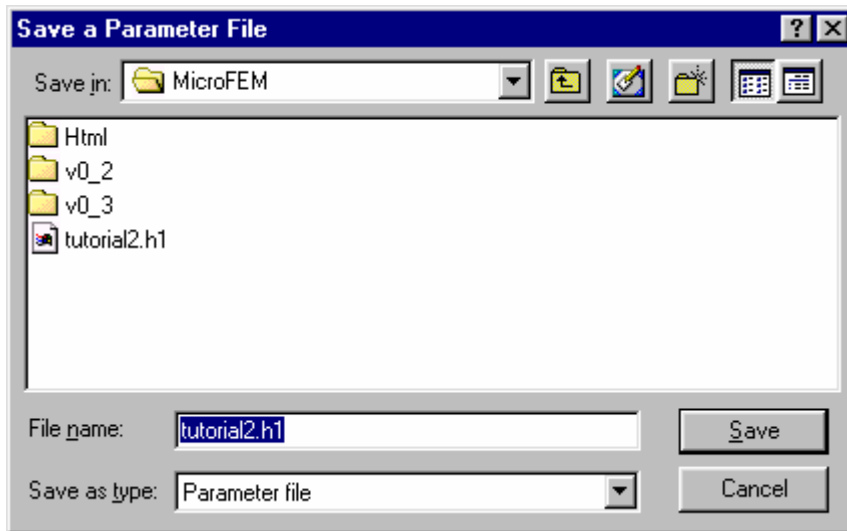 Save a Parameter File
Save in: MicroFEM
Html
v0_2
v0_3
tutorial2.h1
File name: tutorial2.h1 Save
Save as type: Parameter file Cancel